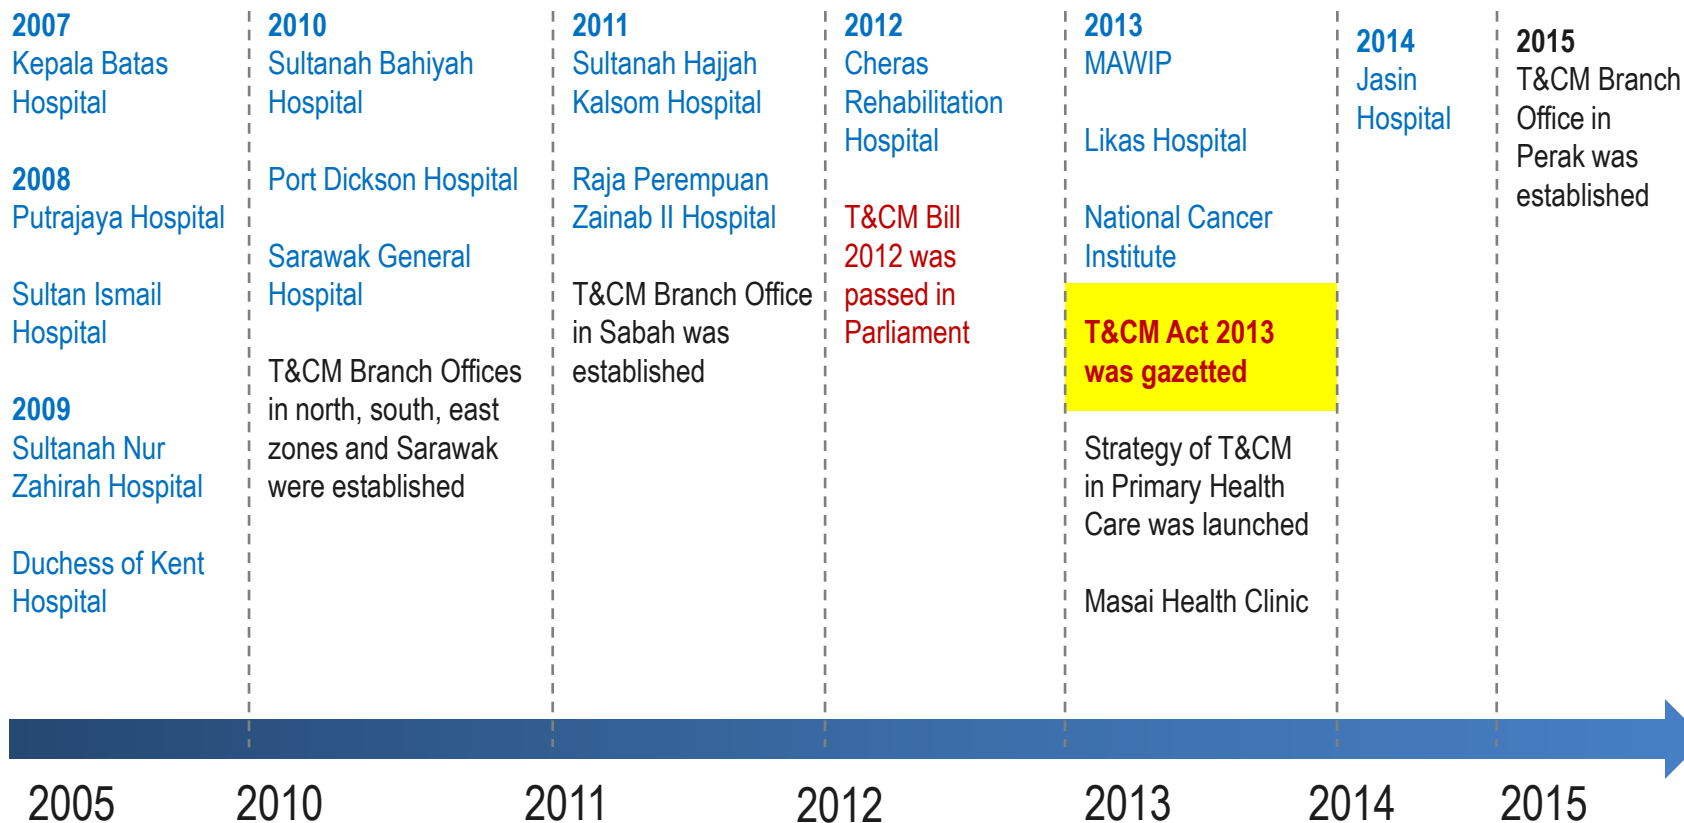 2007
Kepala Batas
Hospital
2008
Putrajaya Hospital
Sultan Ismail
Hospital
2009
Sultanah Nur
Zahirah Hospital
Duchess of Kent
Hospital
2010
Sultanah Bahiyah
Hospital
Port Dickson Hospital
Sarawak General
Hospital
T&CM Branch Offices
in north, south, east
zones and Sarawak
were established
2011
Sultanah Hajjah
Kalsom Hospital
Raja Perempuan
Zainab II Hospital
T&CM Branch Office
in Sabah was
established
2012
Cheras
Rehabilitation
Hospital
T&CM Bill
2012 was
passed in
Parliament
2013
MAWIP
Likas Hospital
National Cancer
Institute
T&CM Act 2013
was gazetted
Strategy of T&CM
in Primary Health
Care was launched
Masai Health Clinic
2014
Jasin
Hospital
2015
T&CM Branch
Office in
Perak was
established
2005
2010
2011
2012
2013
2014
2015